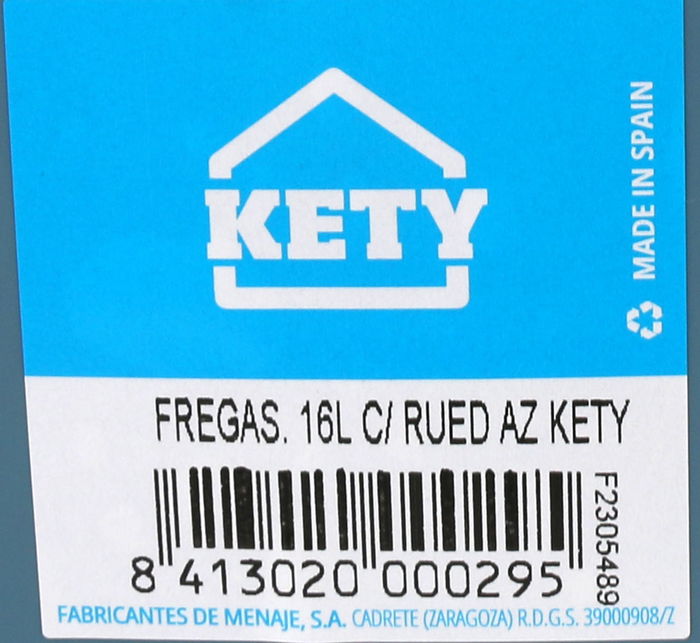 KETY
MADE IN SPAIN
FREGAS. 16L C/ RUED AZ KETY
F2305489
8 413020 000295
FABRICANTES DE MENAJE, S.A. CADRETE (ZARAGOZA) R.D.G.S. 39000908/Z